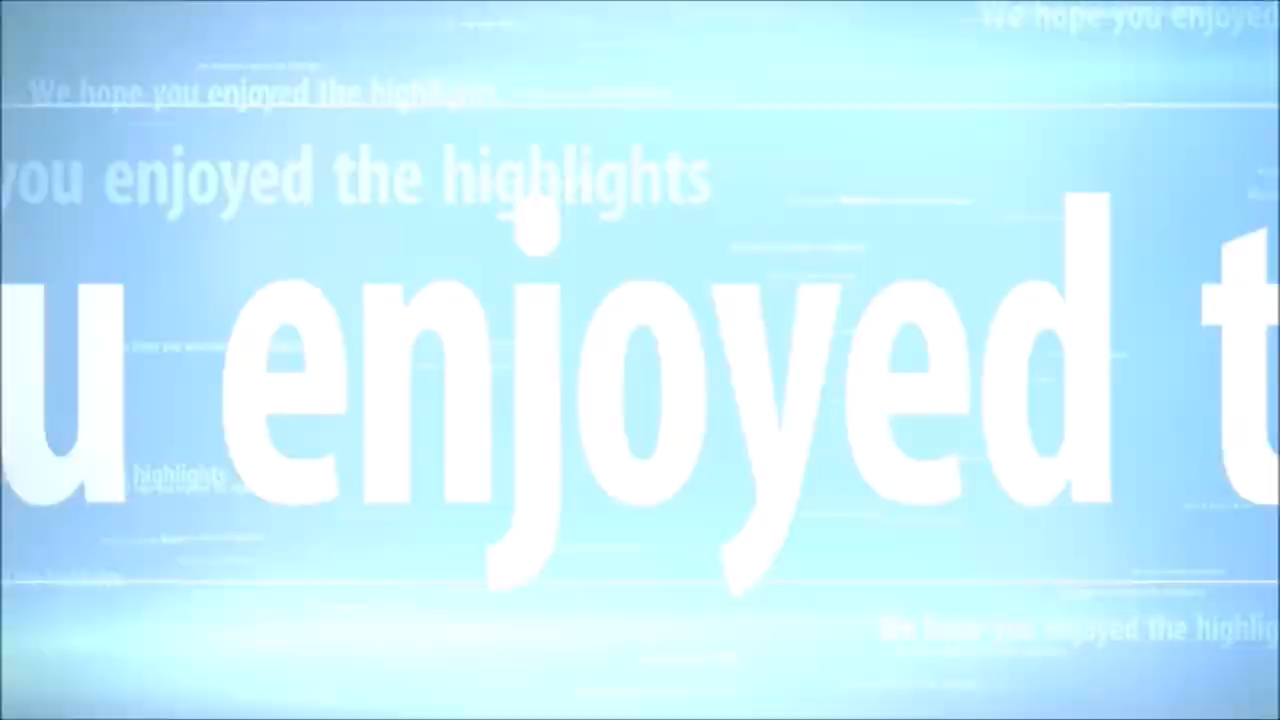 We hope you enjoyed
We hope you enjoyed the highlights
you enjoyed the highlights
u enjoyed t
highlights
We hope you enjoyed the highlig